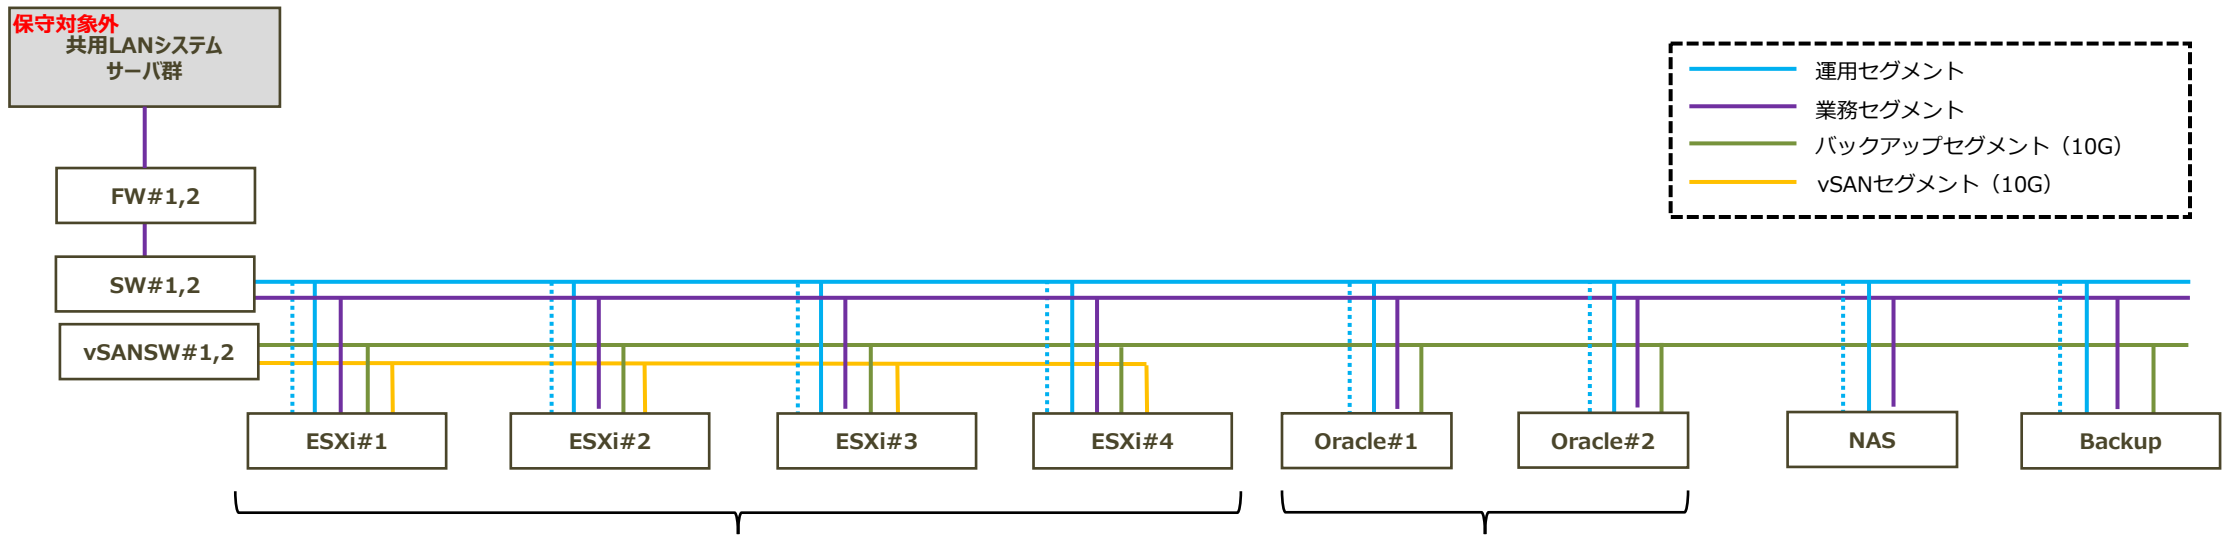 保守対象外
共用LANシステム
サーバ群
運用セグメント
業務セグメント
バックアップセグメント（10G）
vSANセグメント（10G）
FW#1,2
SW#1,2
vSANSW#1,2
ESXi#1
ESXi#2
ESXi#3
ESXi#4
Oracle#1
Oracle#2
NAS
Backup